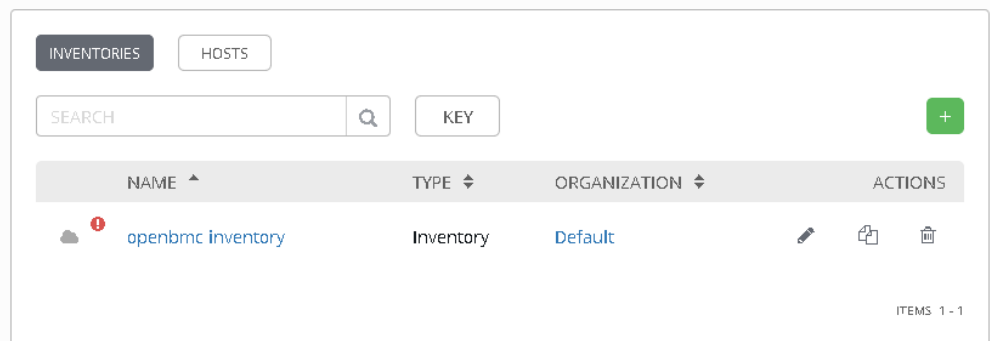 INVENTORIES HOSTS
SEARCH KEY +
NAME TYPE ORGANIZATION ACTIONS
openbmc inventory Inventory Default
ITEMS 1 - 1